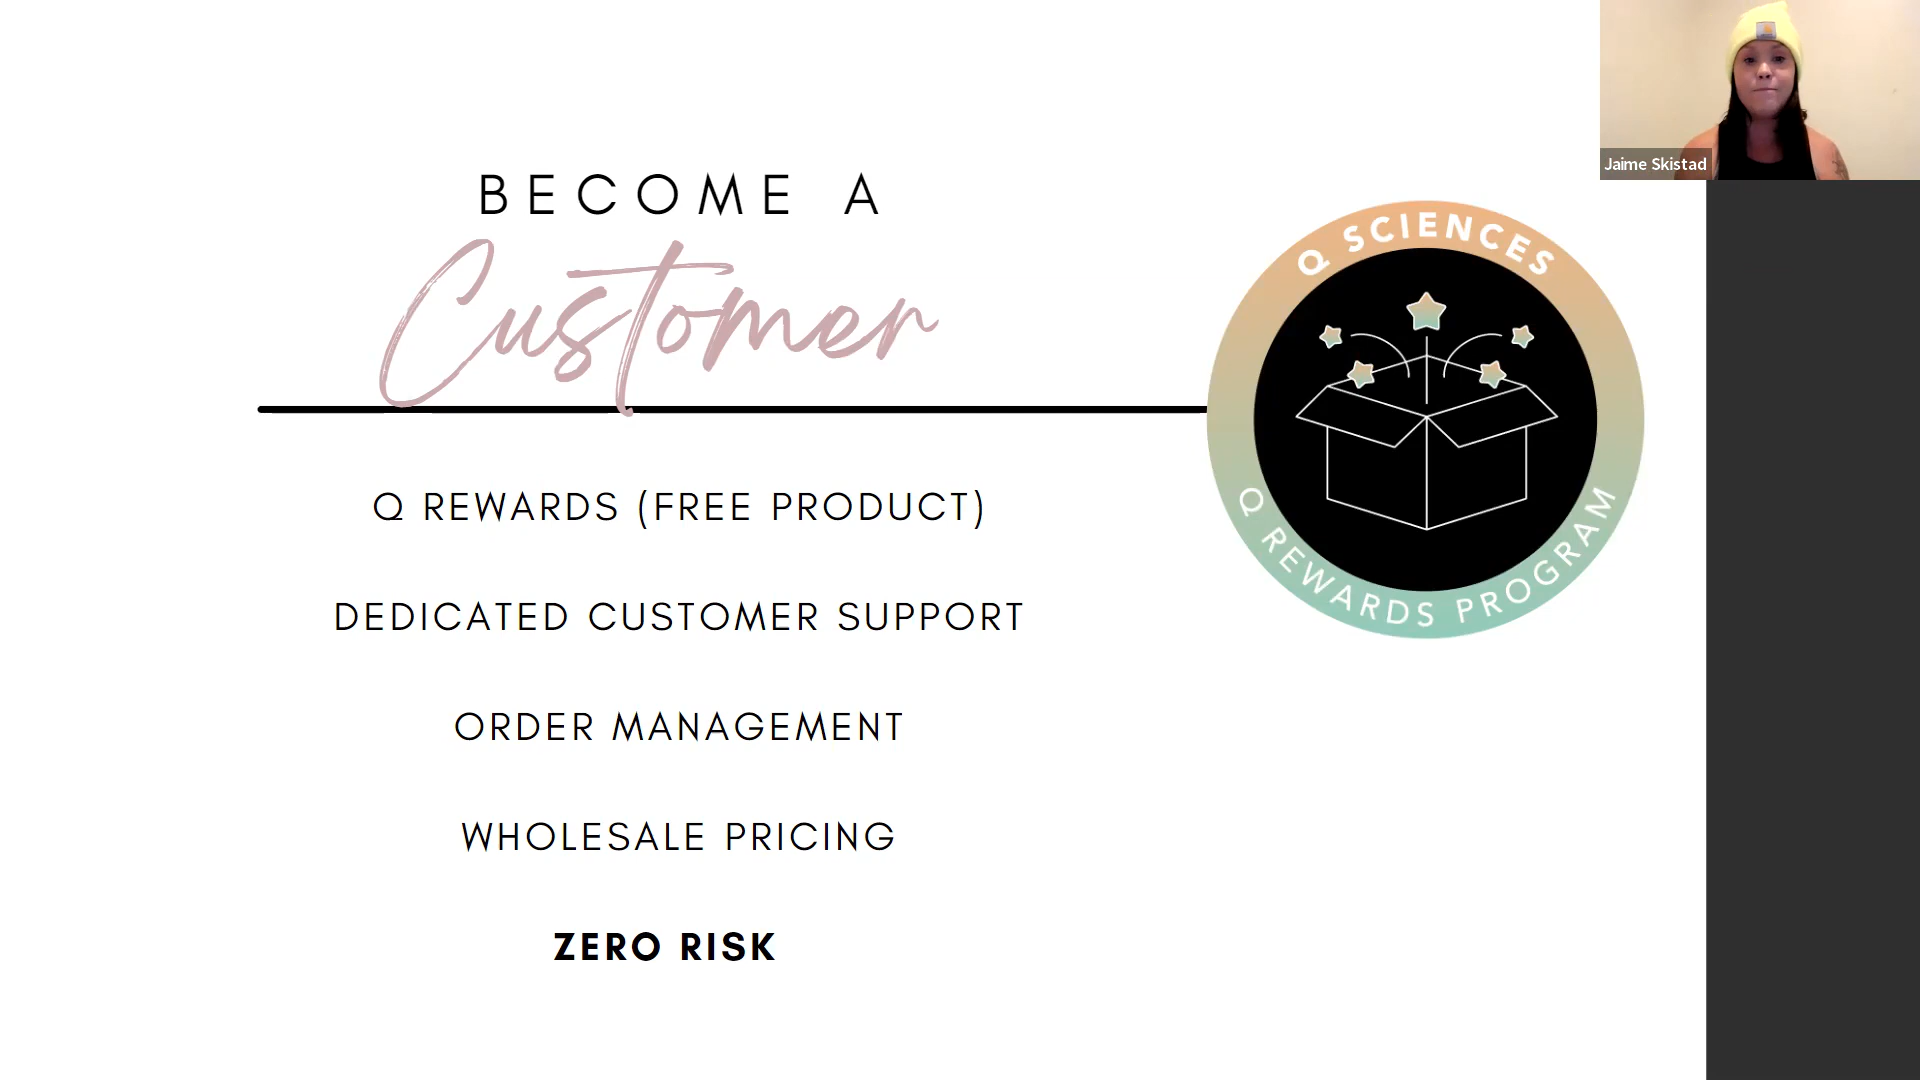 Jaime Skistad
BECOME A
Customer
Q SCIENCES
Q REWARDS PROGRAM
Q REWARDS (FREE PRODUCT)
DEDICATED CUSTOMER SUPPORT
ORDER MANAGEMENT
WHOLESALE PRICING
ZERO RISK